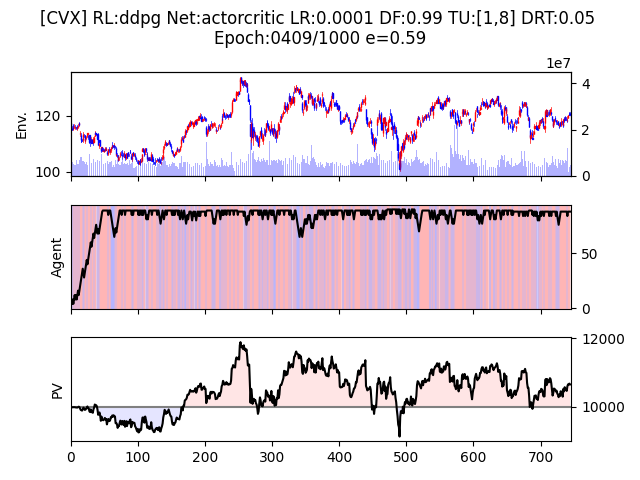 [CVX] RL:ddpg Net:actorcritic LR:0.0001 DF:0.99 TU:[1,8] DRT:0.05
Epoch:0409/1000 e=0.59
1e7
Env.
120
100
4
2
0
Agent
50
0
PV
12000
10000
0 100 200 300 400 500 600 700